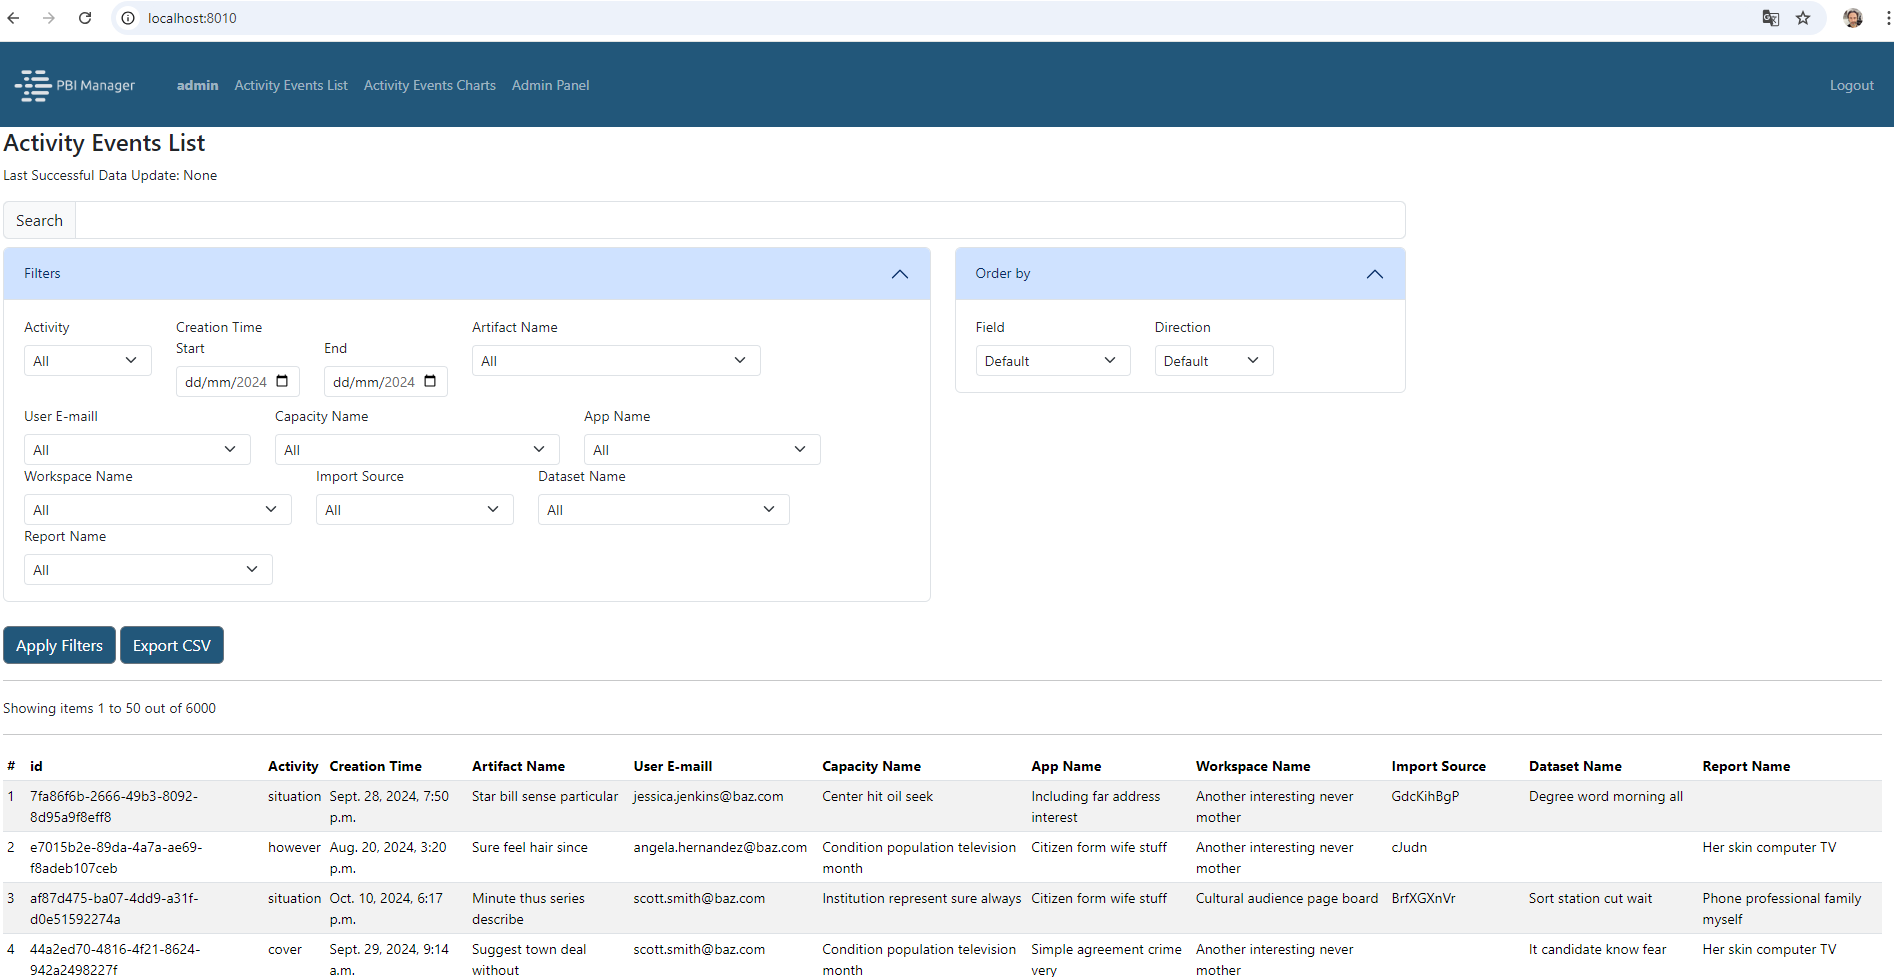 localhost:8010
PBI Manager admin Activity Events List Activity Events Charts Admin Panel Logout
Activity Events List
Last Successful Data Update: None
Search
Filters
Activity
All
Creation Time
Start
dd/mm/2024
End
dd/mm/2024
Artifact Name
All
User E-maill
All
Capacity Name
All
App Name
All
Workspace Name
All
Import Source
All
Dataset Name
All
Report Name
All
Order by
Field
Default
Direction
Default
Apply Filters Export CSV
Showing items 1 to 50 out of 6000
# id Activity Creation Time Artifact Name User E-maill Capacity Name App Name Workspace Name Import Source Dataset Name Report Name
1 7fa86f6b-2666-49b3-8092- situation Sept. 28, 2024, 7:50 Star bill sense particular jessica.jenkins@baz.com Center hit oil seek Including far address Another interesting never GdcKihBgP Degree word morning all
8d95a9f8eff8 p.m. interest mother
2 e7015b2e-89da-4a7a-ae69- however Aug. 20, 2024, 3:20 Sure feel hair since angela.hernandez@baz.com Condition population television Citizen form wife stuff Another interesting never cJudn Her skin computer TV
f8adeb107ceb p.m. month mother
3 af87d475-ba07-4dd9-a31f- situation Oct. 10, 2024, 6:17 Minute thus series scott.smith@baz.com Institution represent sure always Citizen form wife stuff Cultural audience page board BrfXGXnVr Sort station cut wait Phone professional family
d0e51592274a p.m. describe myself
4 44a2ed70-4816-4f21-8624- cover Sept. 29, 2024, 9:14 Suggest town deal scott.smith@baz.com Condition population television Simple agreement crime Another interesting never It candidate know fear Her skin computer TV
942a2498227f a.m. without month very mother